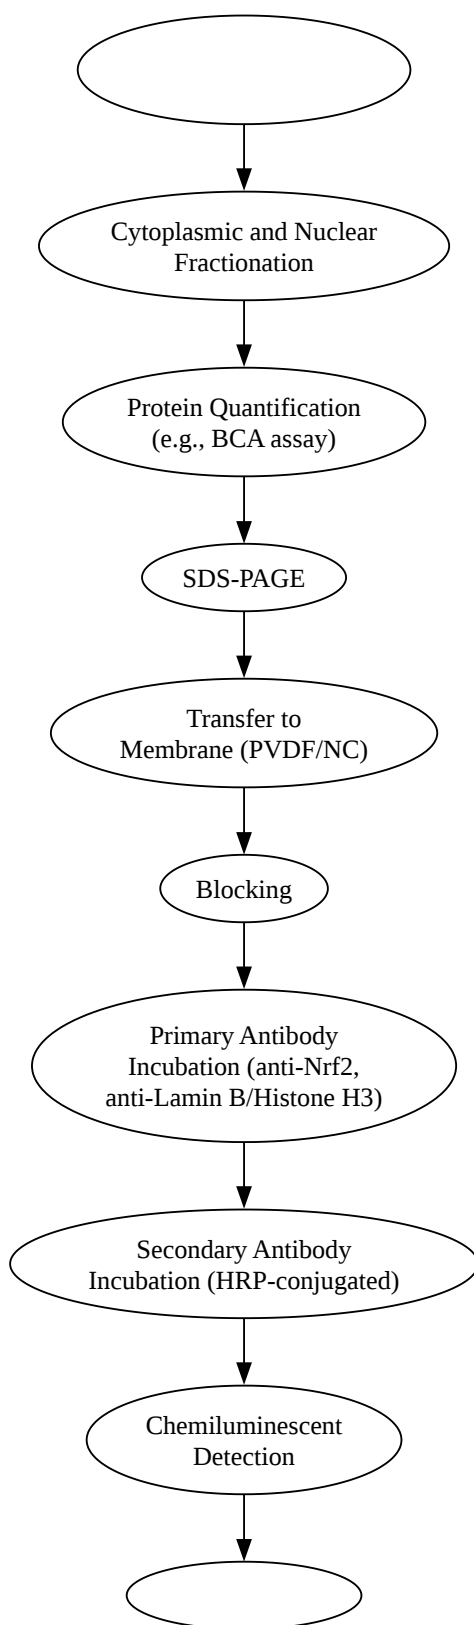 Cytoplasmic and Nuclear
Fractionation
Protein Quantification
(e.g., BCA assay)
SDS-PAGE
Transfer to
Membrane (PVDF/NC)
Blocking
Primary Antibody
Incubation (anti-Nrf2,
anti-Lamin B/Histone H3)
Secondary Antibody
Incubation (HRP-conjugated)
Chemiluminescent
Detection